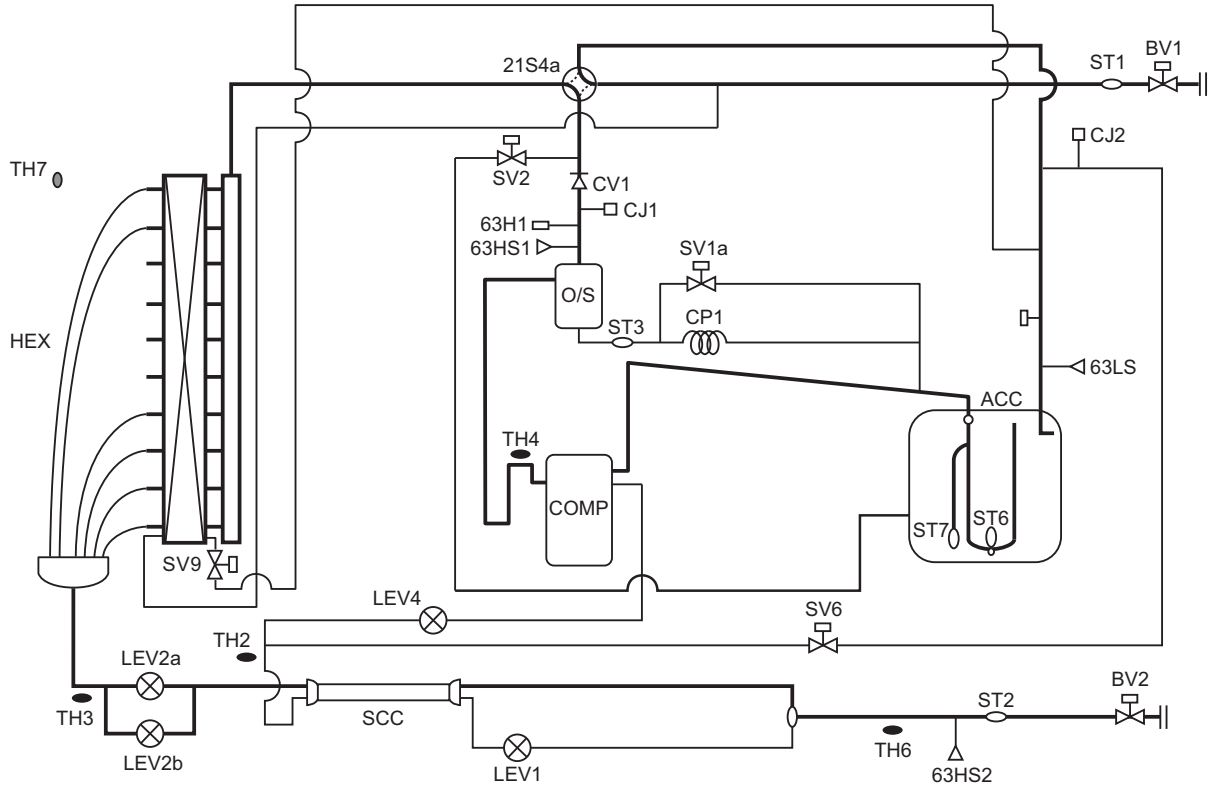 BV1
ST1
21S4a
CJ2
TH7
SV2
CV1
CJ1
63H1
63HS1
SV1a
O/S
ST3
CP1
HEX
63LS
ACC
TH4
COMP
ST7
ST6
SV9
LEV4
SV6
TH2
LEV2a
BV2
TH3
SCC
ST2
LEV2b
LEV1
TH6
63HS2